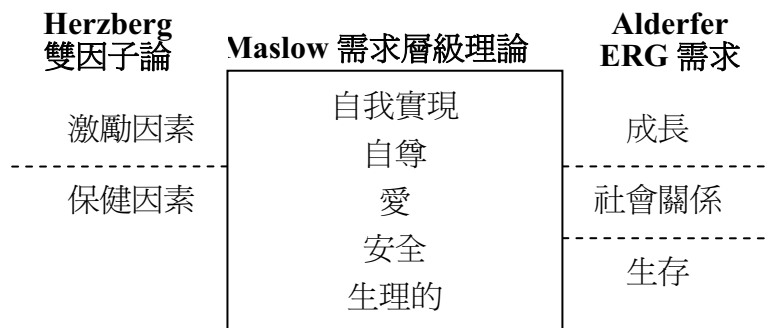 Herzberg
雙因子論
Maslow 需求層級理論
Alderfer
ERG 需求
激勵因素
保健因素
自我實現
自尊
愛
安全
生理的
成長
社會關係
生存